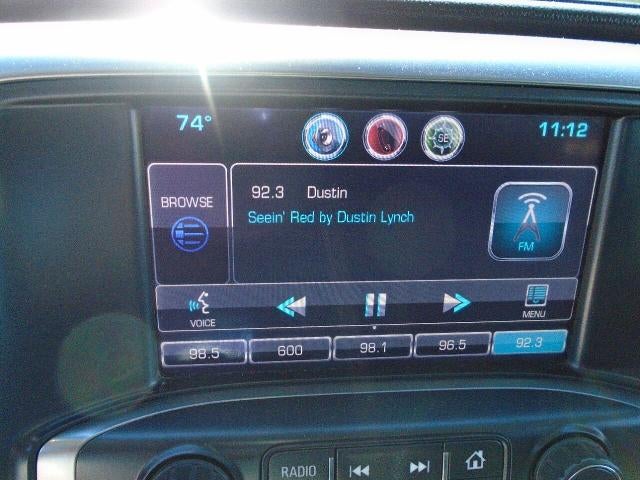 74° 11:12
SE
BROWSE
92.3 Dustin
Seein' Red by Dustin Lynch
FM
VOICE MENU
98.5 600 98.1 96.5 92.3
RADIO